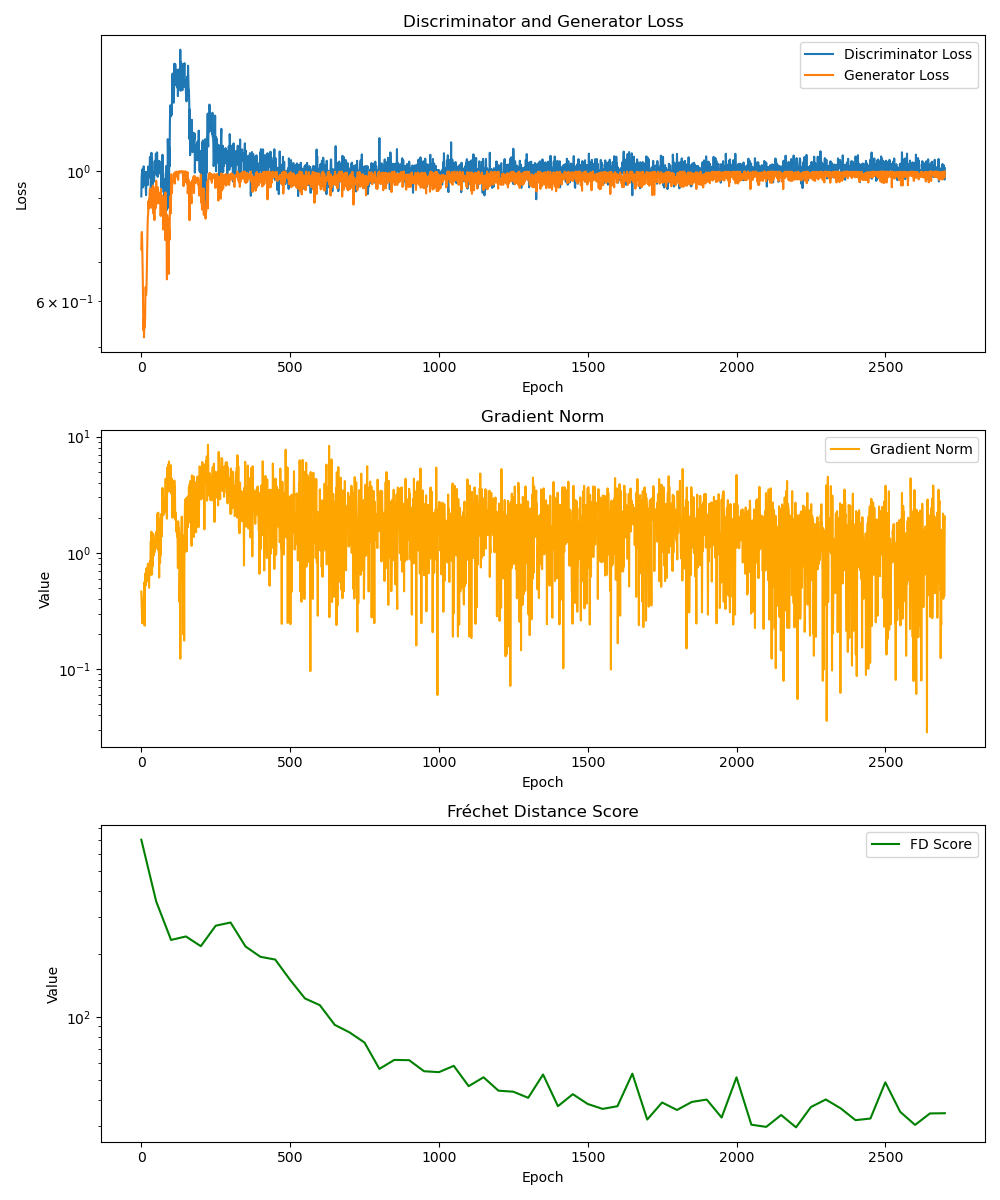 Discriminator and Generator Loss
Discriminator Loss
Generator Loss
10^0
6 × 10^-1
Loss
0 500 1000 1500 2000 2500
Epoch
Gradient Norm
Gradient Norm
10^1
10^0
10^-1
Value
0 500 1000 1500 2000 2500
Epoch
Fréchet Distance Score
FD Score
10^2
Value
0 500 1000 1500 2000 2500
Epoch